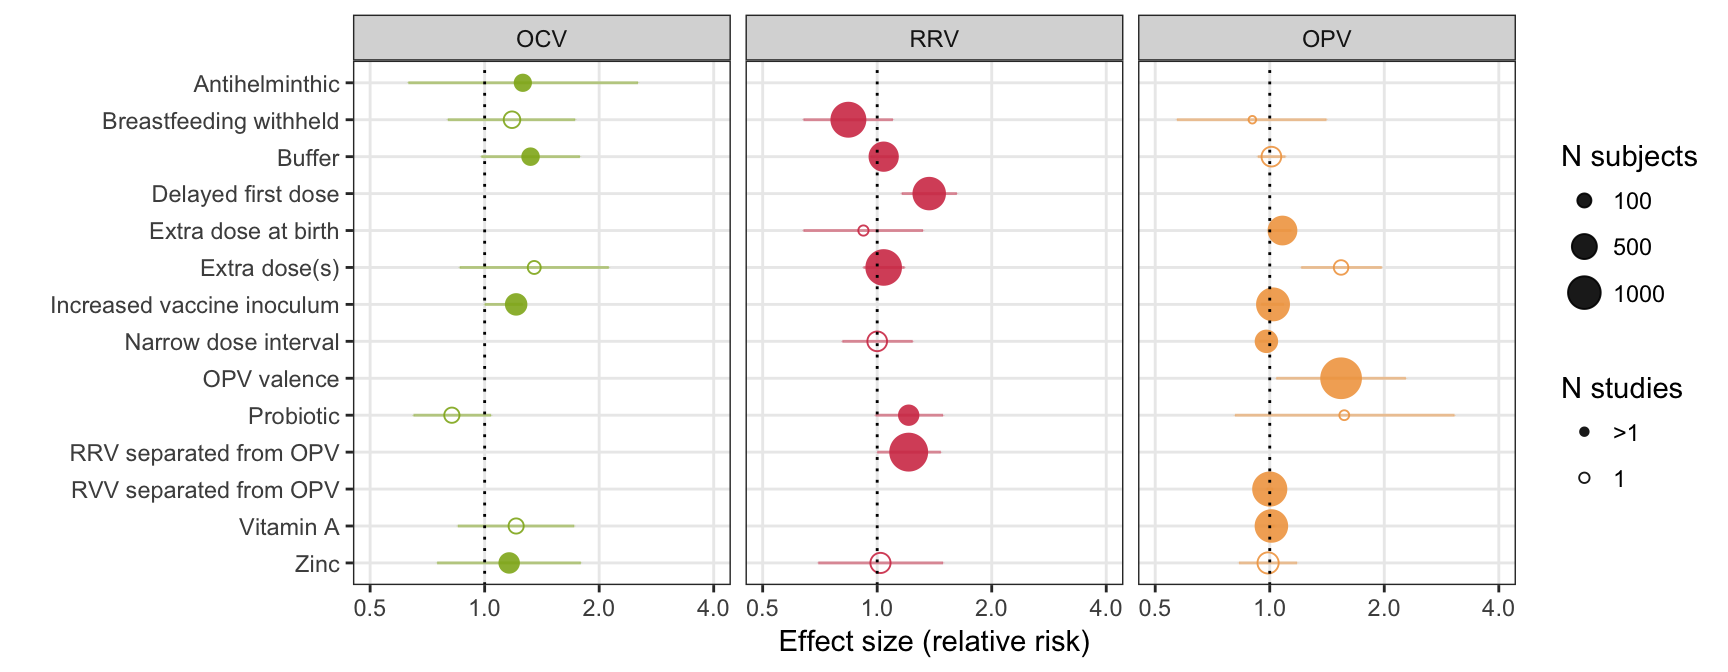 OCV
RRV
OPV
Antihelminthic
Breastfeeding withheld
Buffer
Delayed first dose
Extra dose at birth
Extra dose(s)
Increased vaccine inoculum
Narrow dose interval
OPV valence
Probiotic
RRV separated from OPV
RVV separated from OPV
Vitamin A
Zinc
0.5 1.0 2.0 4.0
0.5 1.0 2.0 4.0
0.5 1.0 2.0 4.0
Effect size (relative risk)
N subjects
100
500
1000
N studies
>1
1